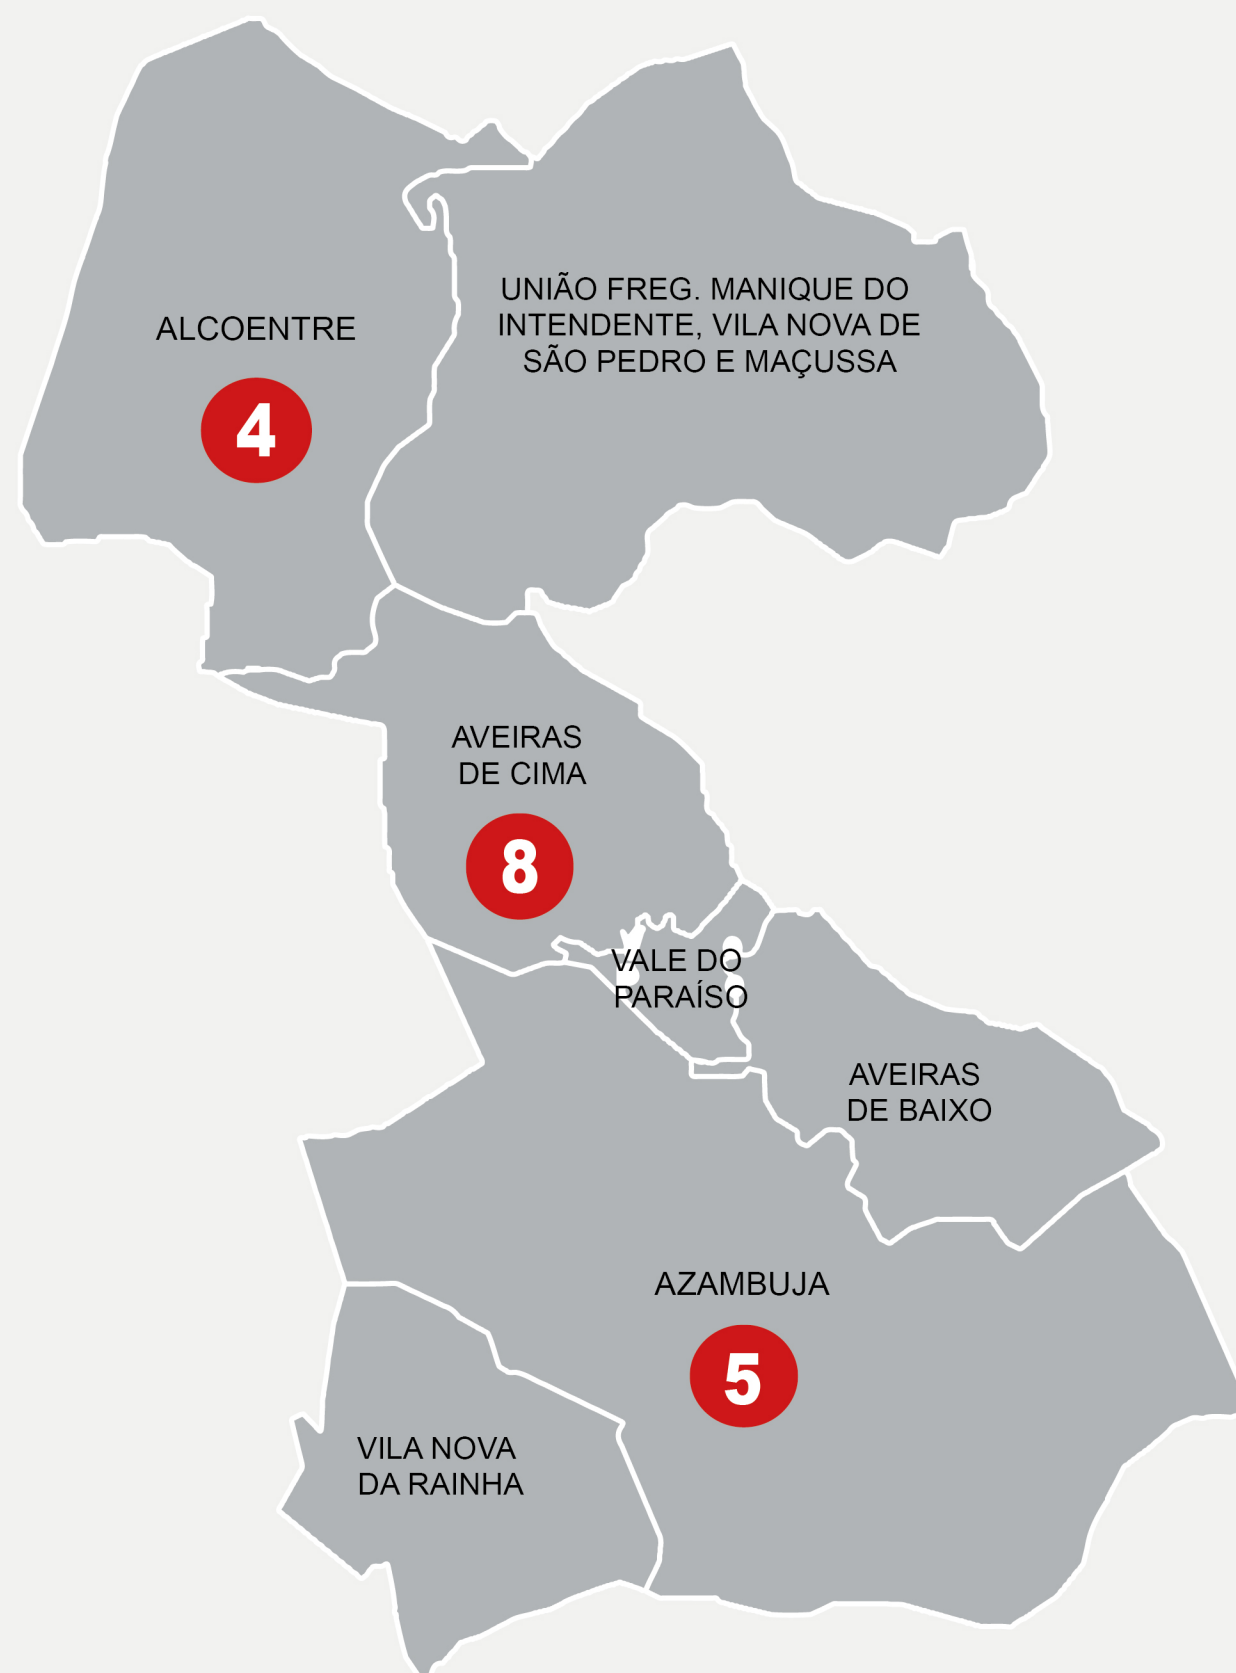 UNIÃO FREG. MANIQUE DO
INTENDENTE, VILA NOVA DE
SÃO PEDRO E MAÇUSSA
ALCOENTRE
4
AVEIRAS
DE CIMA
8
VALE DO
PARAÍSO
AVEIRAS
DE BAIXO
AZAMBUJA
5
VILA NOVA
DA RAINHA